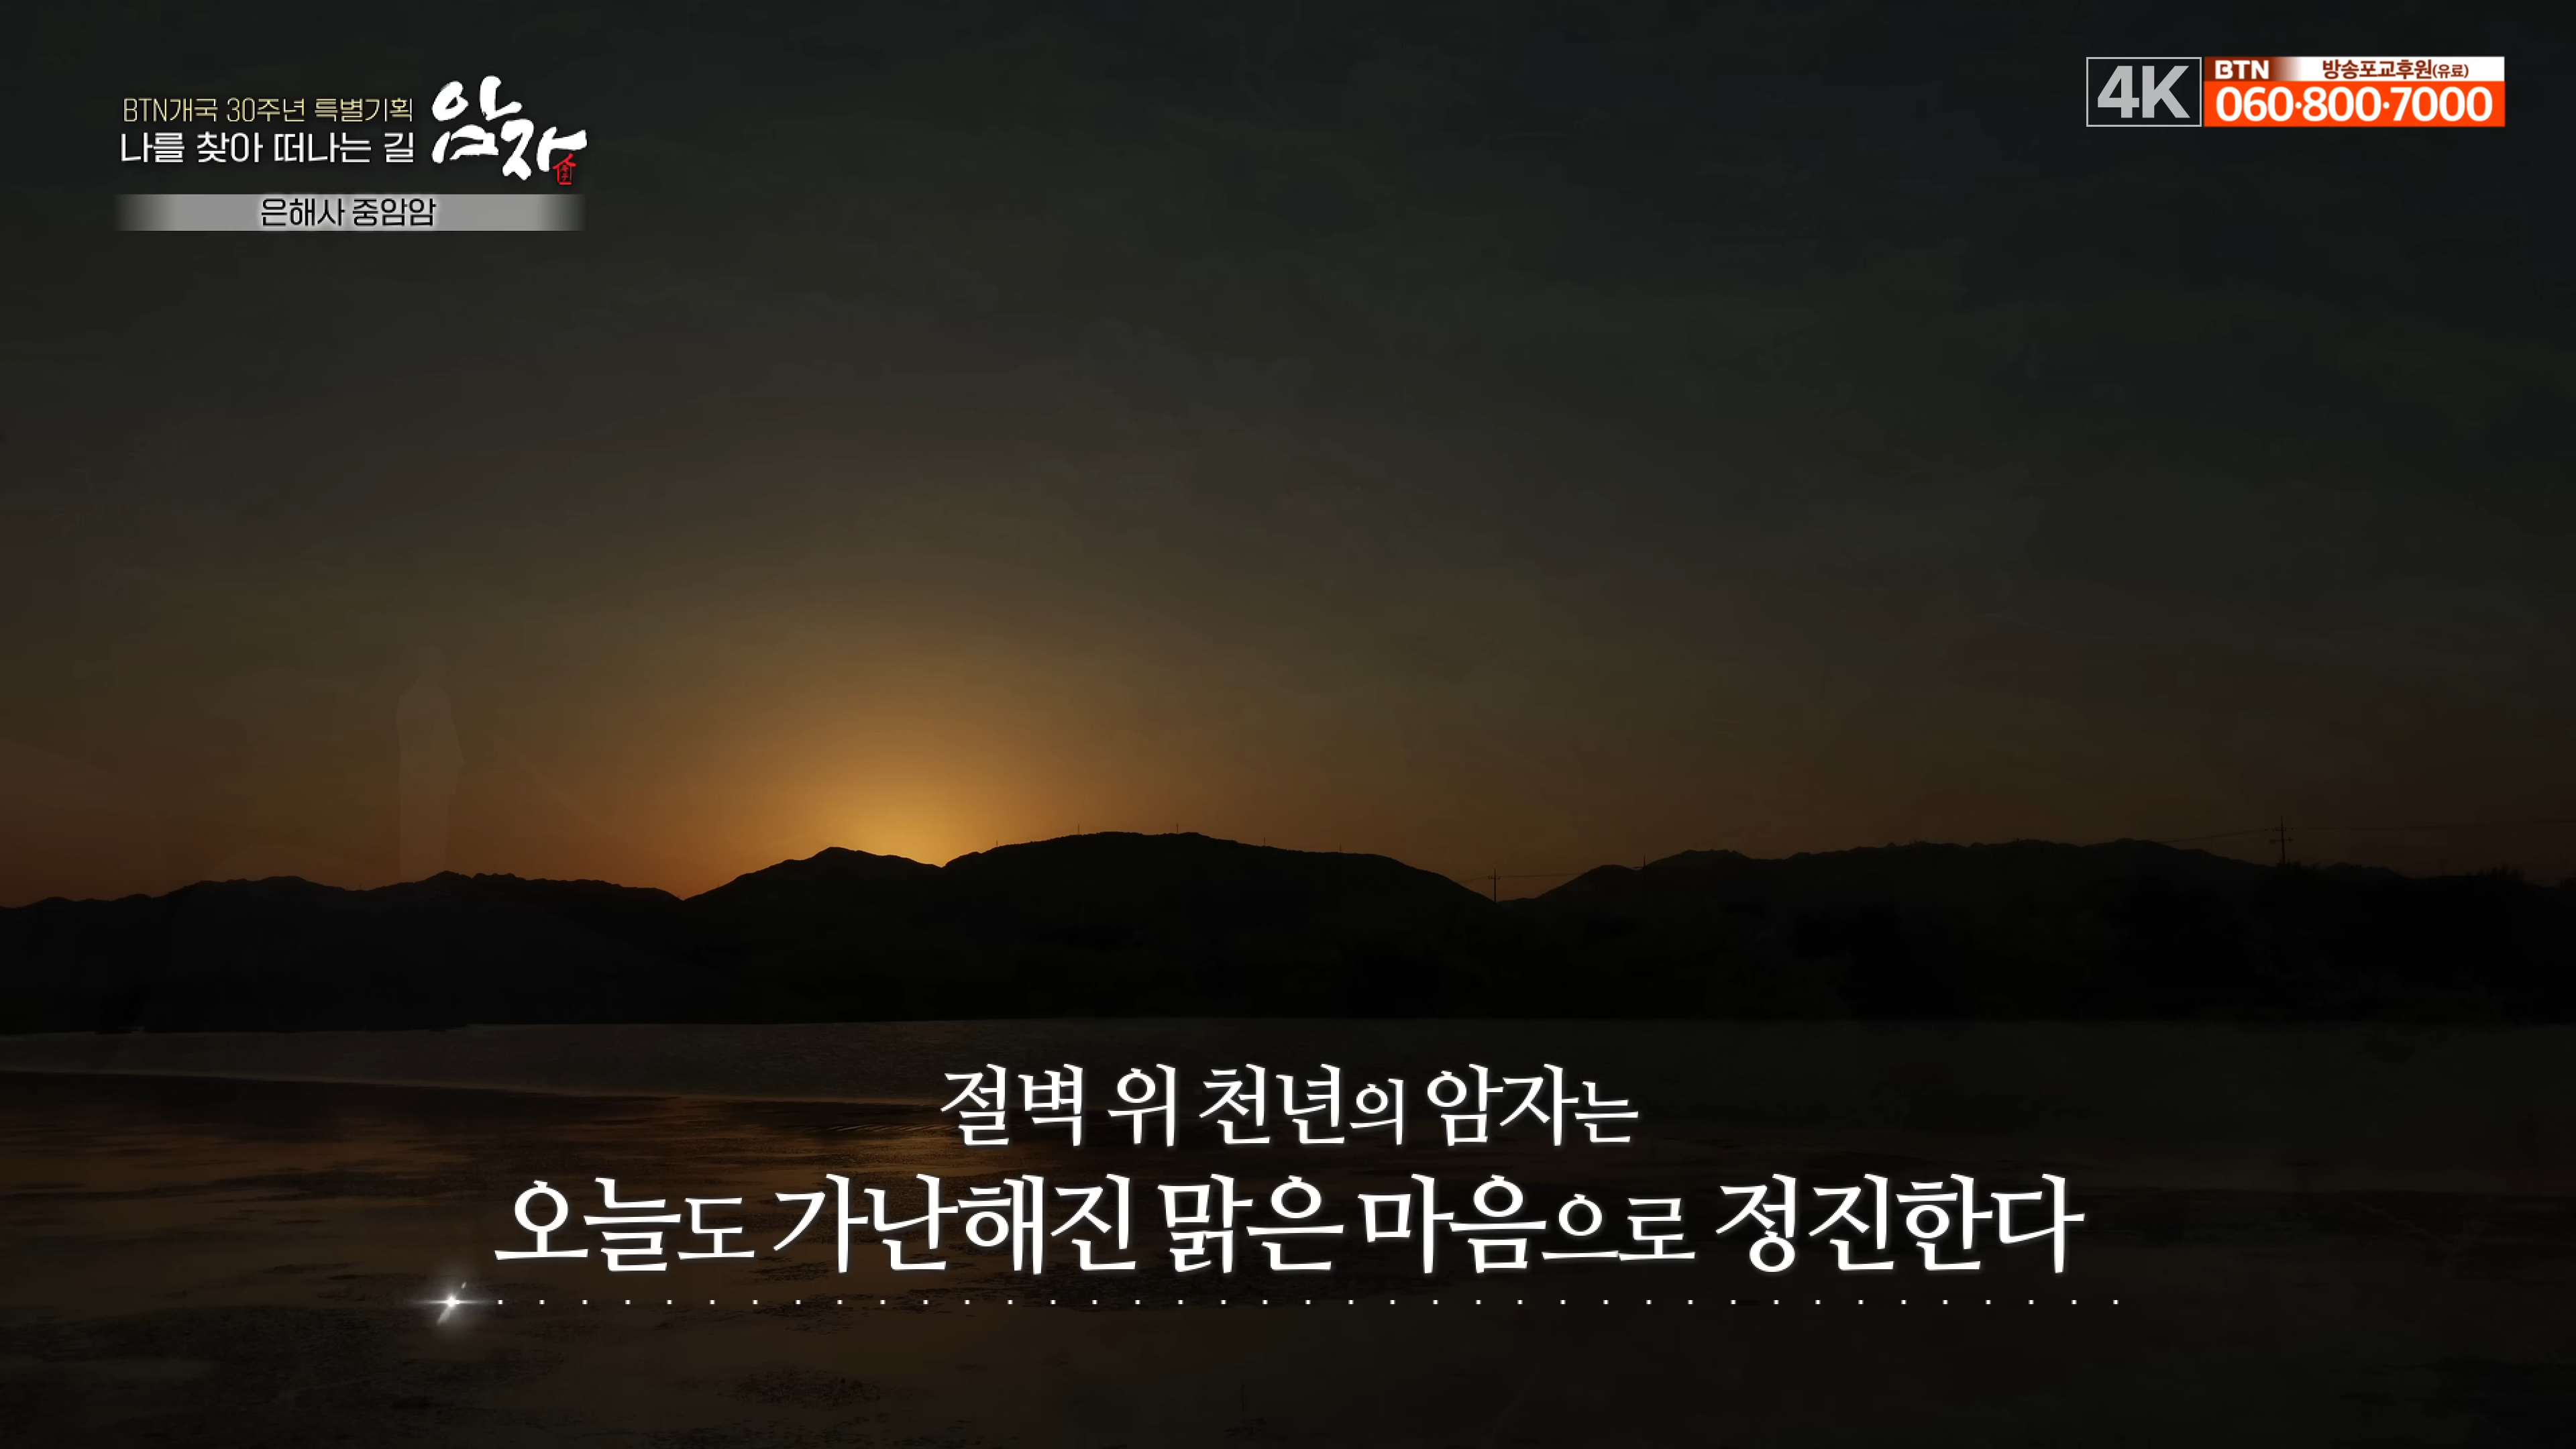 BTN개국 30주년 특별기획
나를 찾아 떠나는 길
암자
은해사 중암암
4K
BTN 방송포교후원(유료)
060·800·7000
절벽 위 천년의 암자는
오늘도 가난해진 맑은 마음으로 정진한다